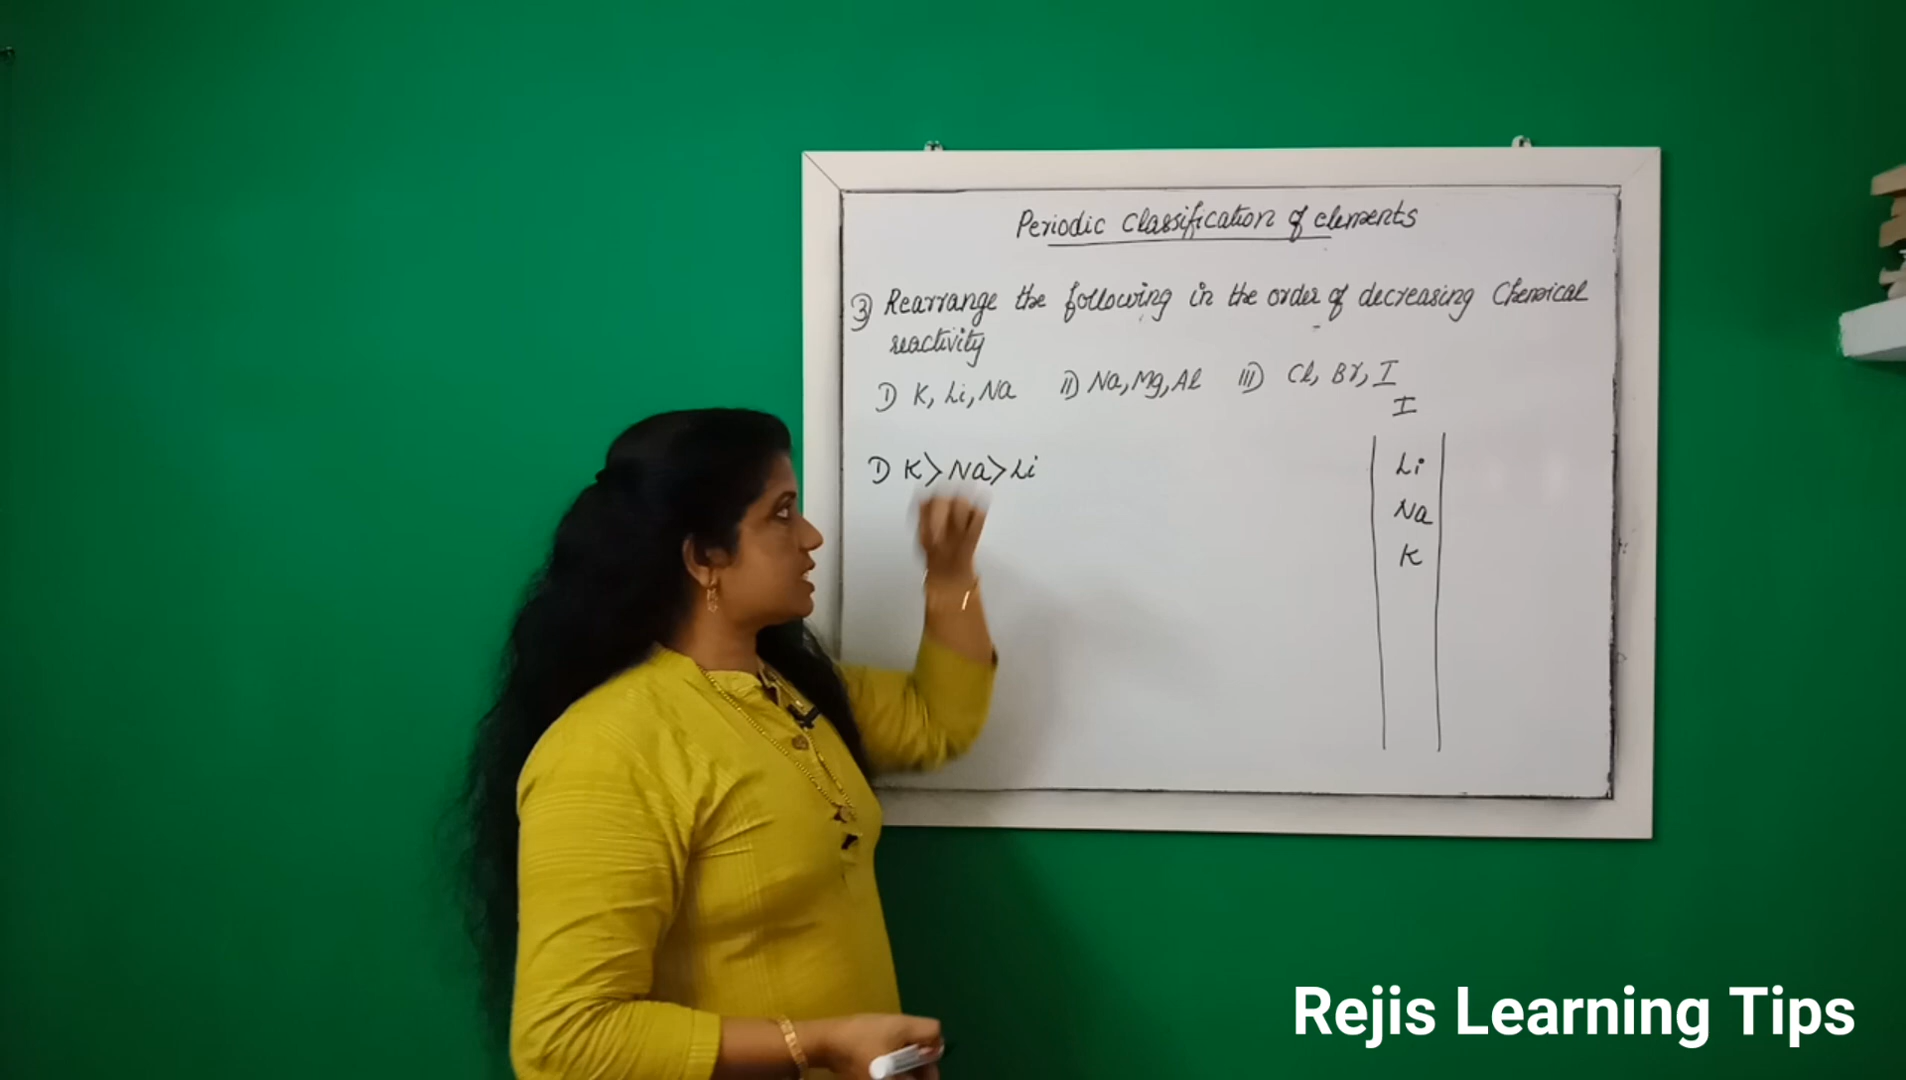 Periodic Classification of elements
③ Rearrange the following in the order of decreasing Chemical
reactivity
I) K, Li, Na II) Na, Mg, Al III) Cl, Br, I
I
I) K > Na > Li
Li
Na
K
Rejis Learning Tips